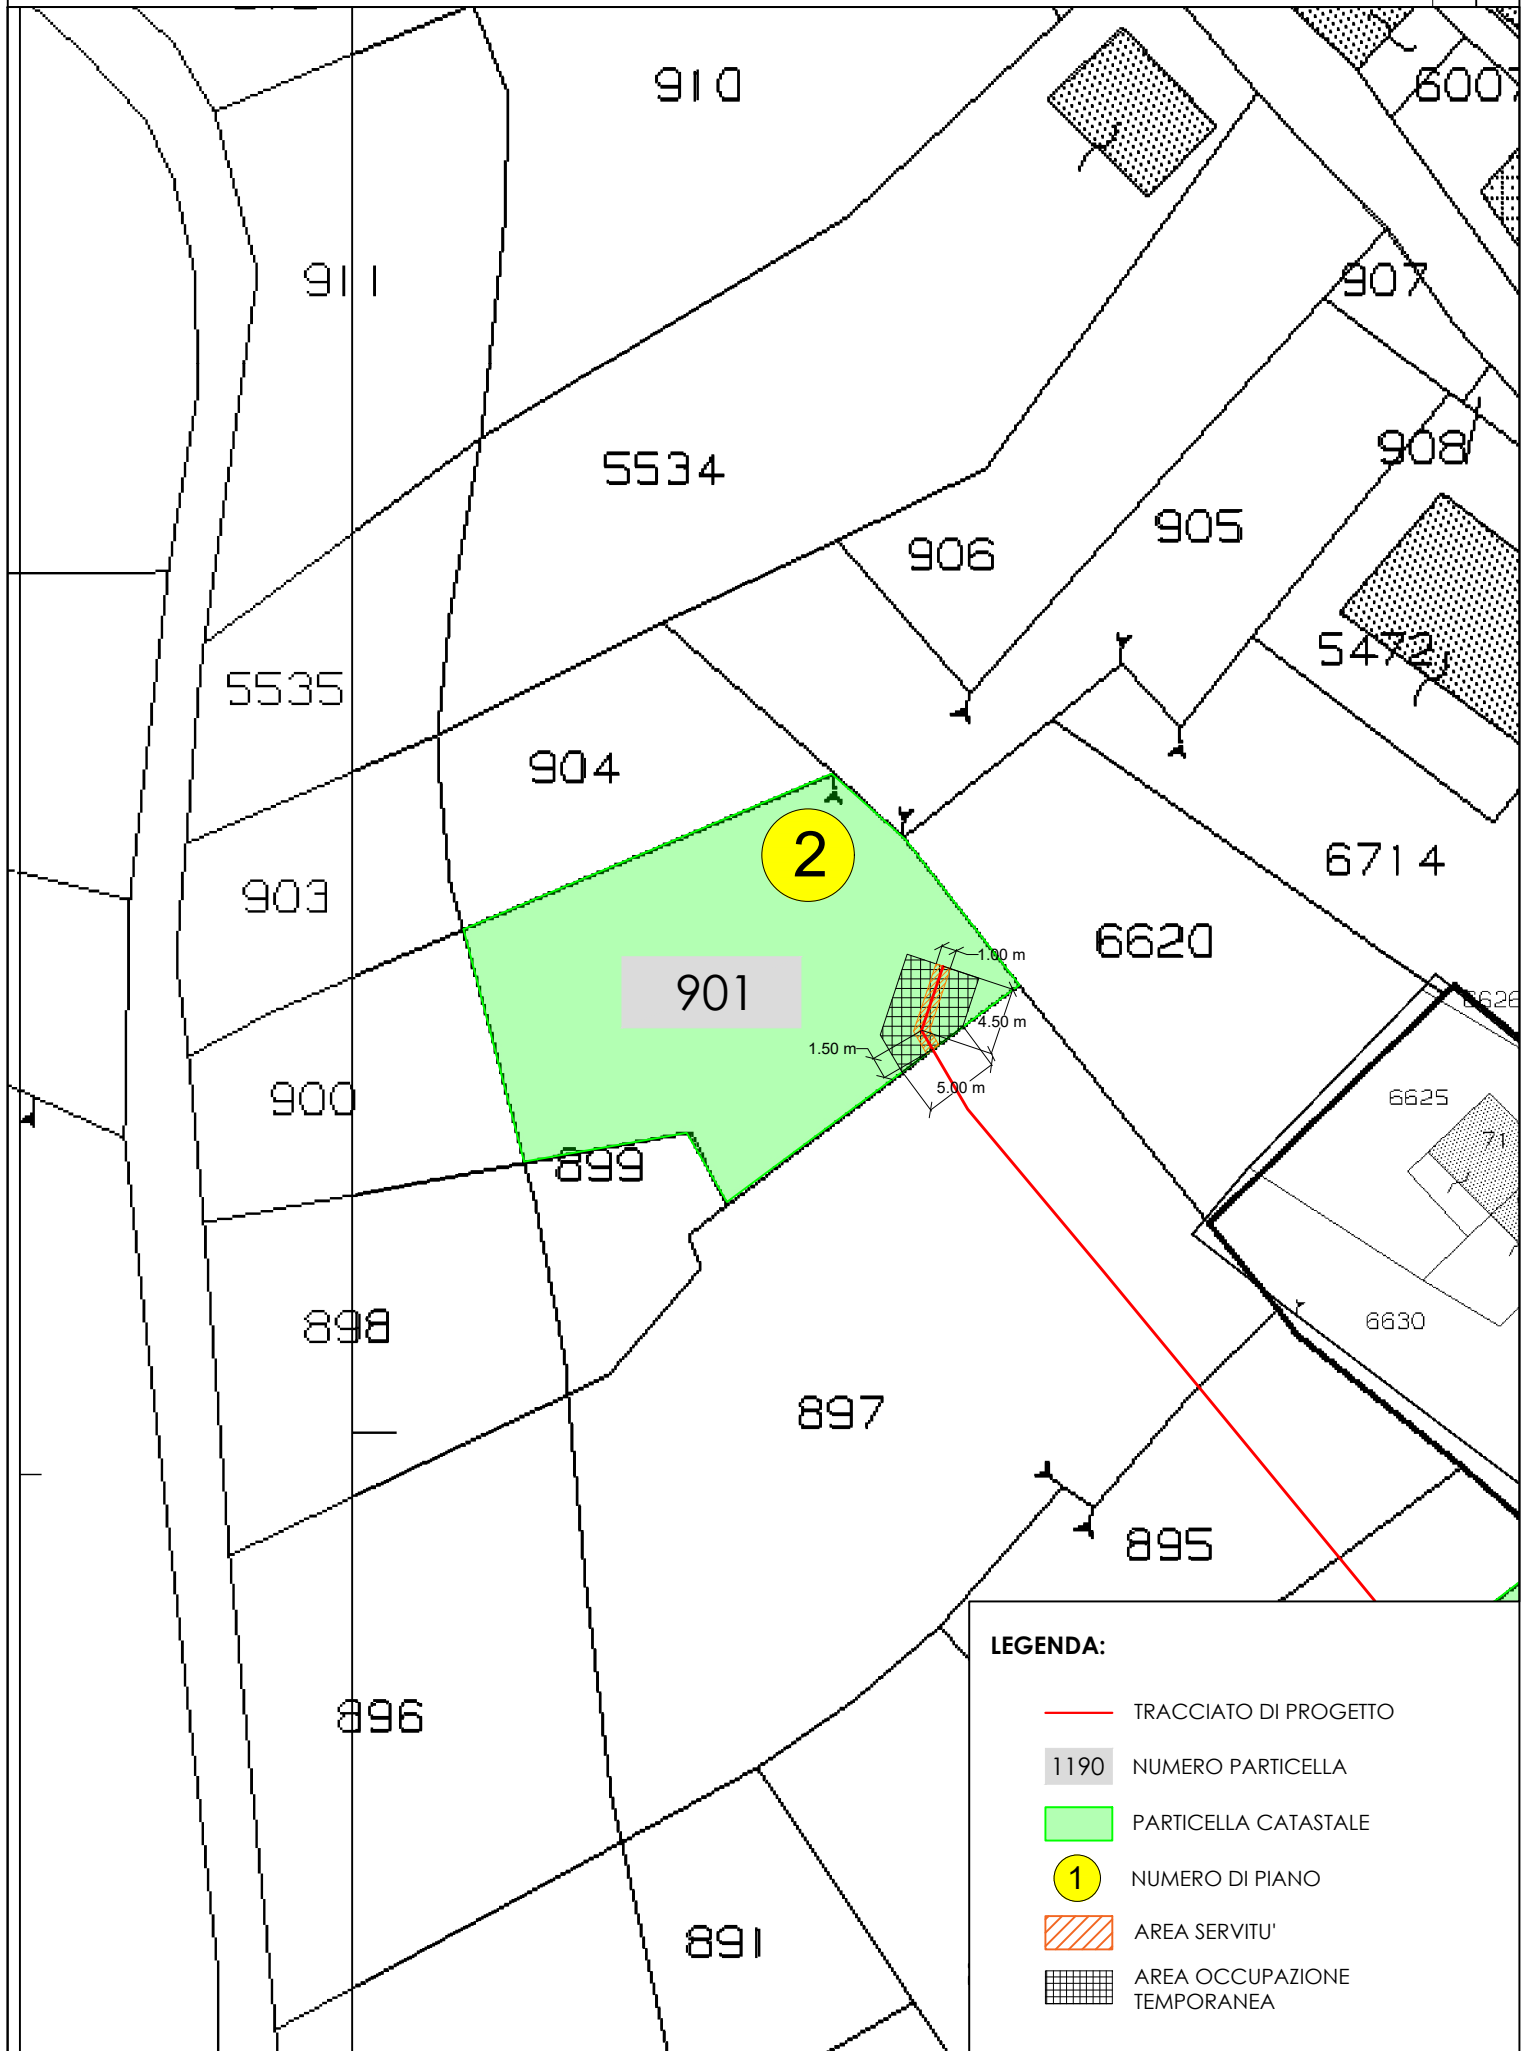 910
6007
911
907
908
5534
905
906
5472
5535
904
2
6714
903
6620
1.00 m
901
6626
4.50 m
1.50 m
5.00 m
900
6625
71
899
6630
898
897
895
LEGENDA:
896
TRACCIATO DI PROGETTO
1190 NUMERO PARTICELLA
PARTICELLA CATASTALE
1 NUMERO DI PIANO
891
AREA SERVITU'
AREA OCCUPAZIONE
TEMPORANEA